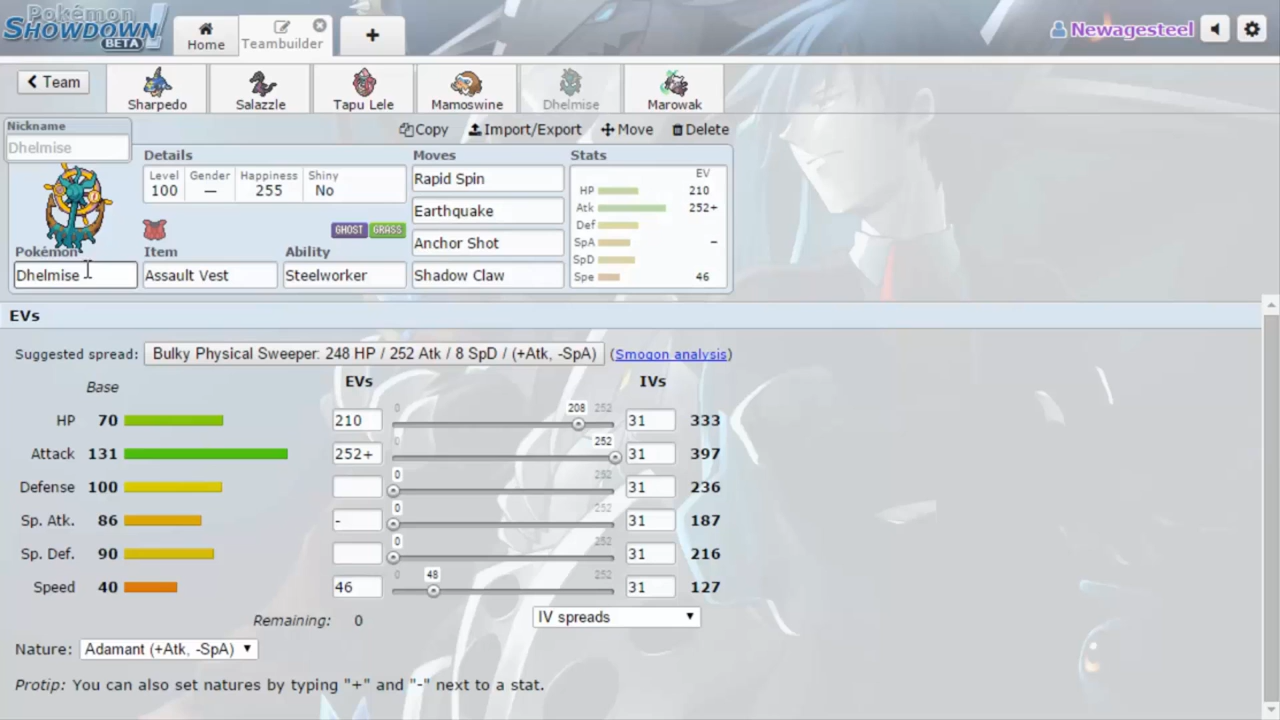 Pokémon
SHOWDOWN!
BETA
Home
Teambuilder
+
Newagesteel
Team
Sharpedo
Salazzle
Tapu Lele
Mamoswine
Dhelmise
Marowak
Nickname
Dhelmise
Copy
Import/Export
Move
Delete
Details
Moves
Stats
Level
Gender
Happiness
Shiny
100
—
255
No
Rapid Spin
Earthquake
Anchor Shot
Shadow Claw
EV
HP 210
Atk 252+
Def
SpA –
SpD
Spe 46
GHOST GRASS
Pokémon
Item
Ability
Dhelmise
Assault Vest
Steelworker
EVs
Suggested spread: Bulky Physical Sweeper: 248 HP / 252 Atk / 8 SpD / (+Atk, -SpA) (Smogon analysis)
Base EVs IVs
HP 70 210 0 208 252 31 333
Attack 131 252+ 0 252 31 397
Defense 100 0 252 31 236
Sp. Atk. 86 - 0 252 31 187
Sp. Def. 90 0 252 31 216
Speed 40 46 0 48 252 31 127
Remaining: 0 IV spreads
Nature: Adamant (+Atk, -SpA)
Protip: You can also set natures by typing "+" and "-" next to a stat.